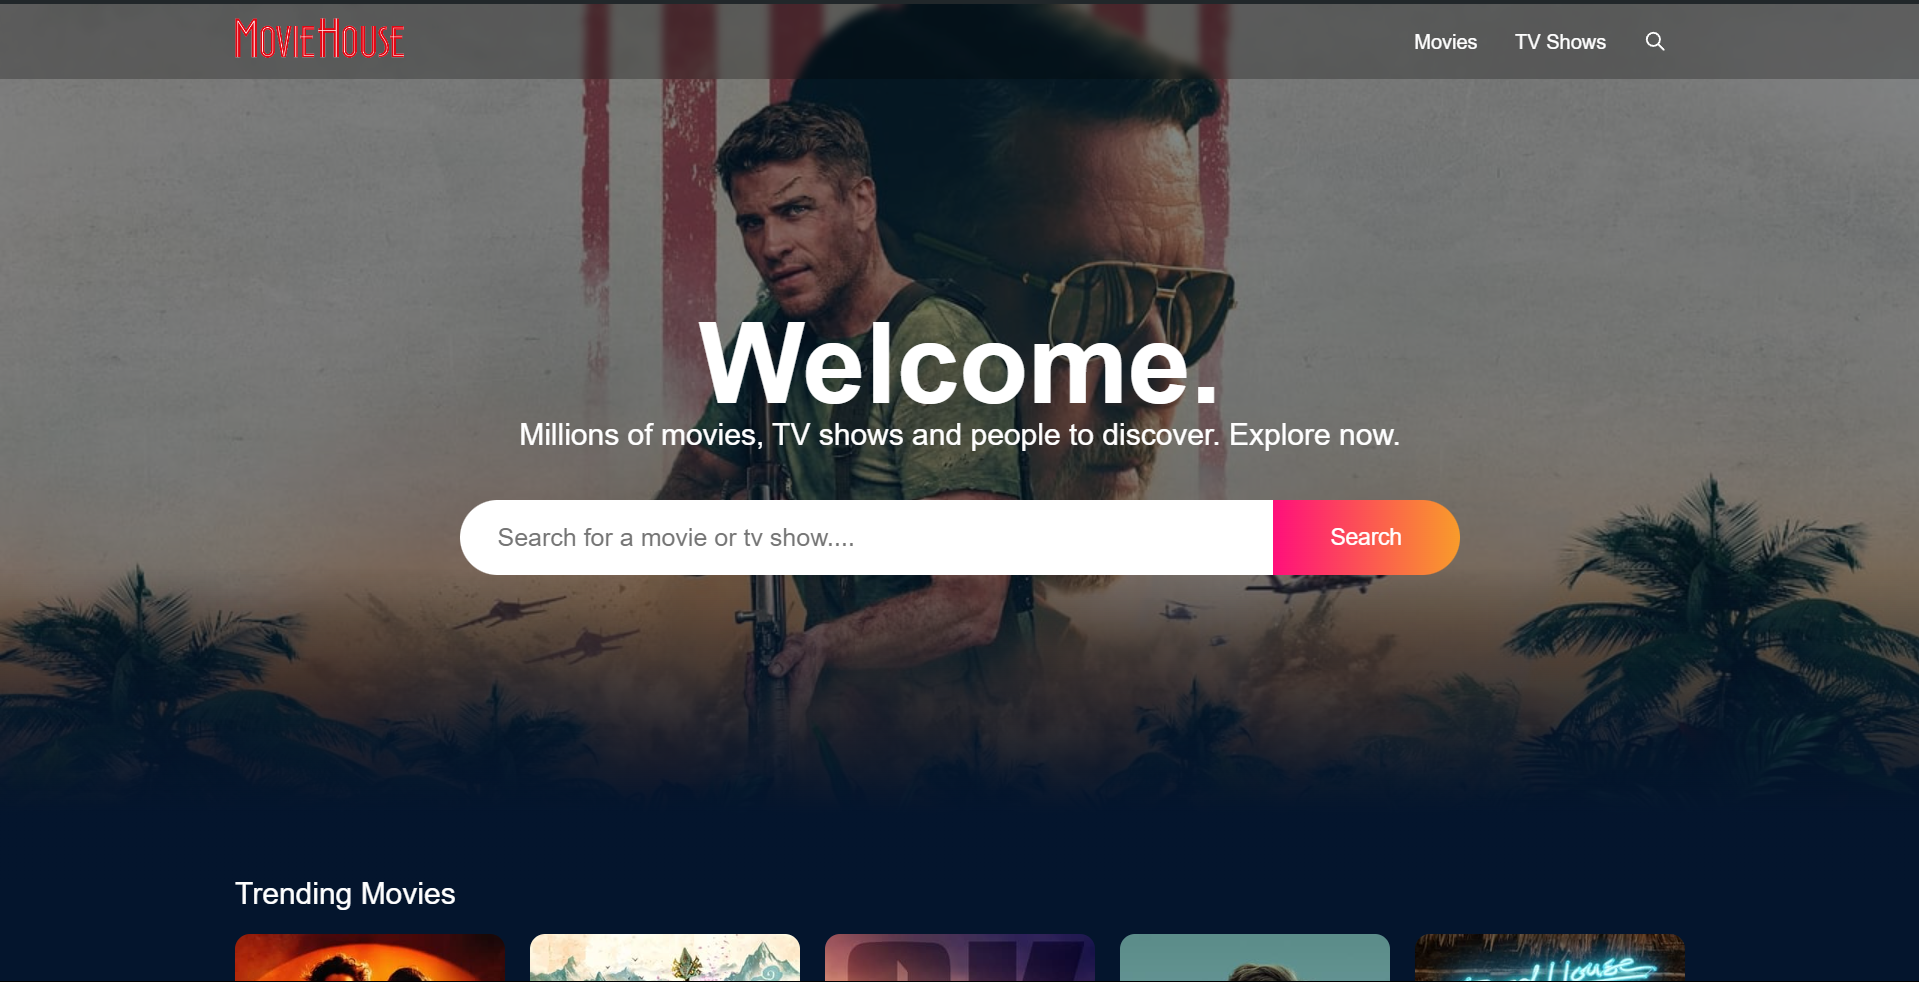 MovieHouse
Movies
TV Shows
Welcome.
Millions of movies, TV shows and people to discover. Explore now.
Search for a movie or tv show....
Search
Trending Movies
House